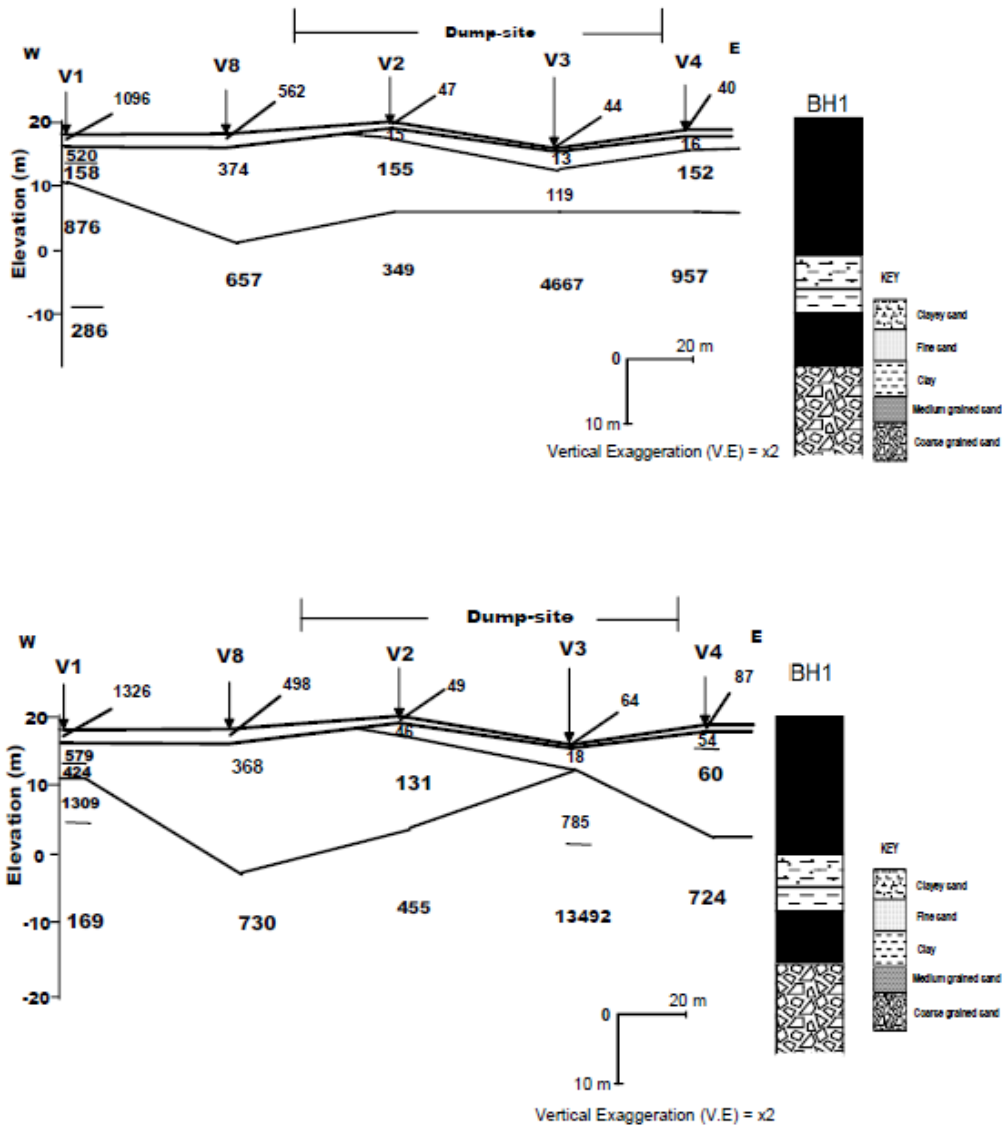 Dump-site
W
E
V1
V8
V2
V3
V4
1096
562
47
44
40
BH1
20
10
0
-10
Elevation (m)
520
158
876
286
374
657
15
155
349
13
119
4667
16
152
957
0
20 m
10 m
Vertical Exaggeration (V.E) = x2
KEY
Clayey sand
Fine sand
Clay
Medium grained sand
Coarse grained sand
Dump-site
W
E
V1
V8
V2
V3
V4
1326
498
49
64
87
BH1
20
10
0
-10
-20
Elevation (m)
579
424
1309
169
368
730
46
131
455
18
785
13492
54
60
724
0
20 m
10 m
Vertical Exaggeration (V.E) = x2
KEY
Clayey sand
Fine sand
Clay
Medium grained sand
Coarse grained sand